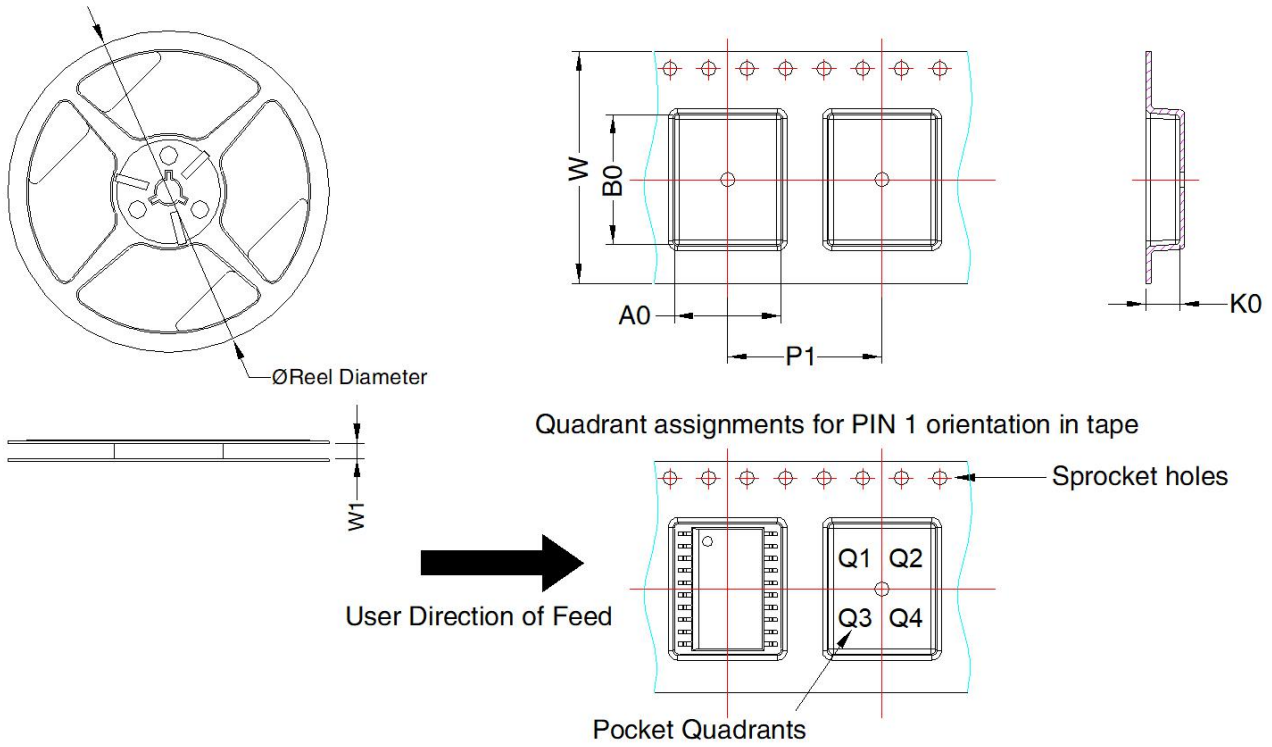 W
B0
A0
P1
K0
ØReel Diameter
W1
Quadrant assignments for PIN 1 orientation in tape
Sprocket holes
Q1 Q2
Q3 Q4
User Direction of Feed
Pocket Quadrants